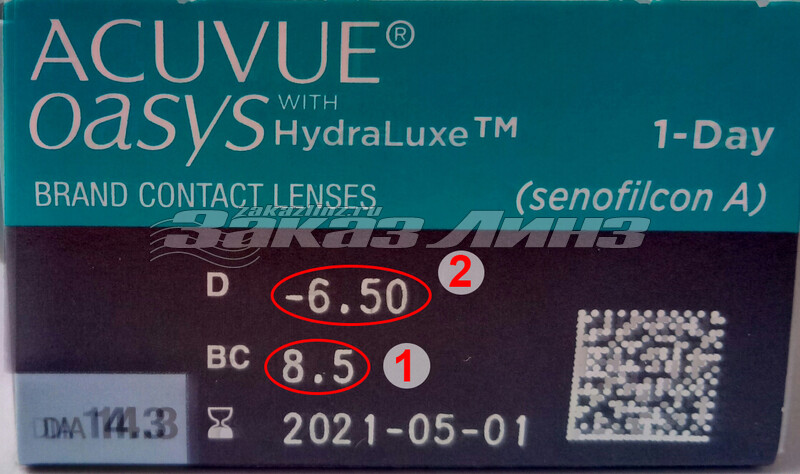 ACUVUE®
oasys WITH HydraLuxe™ 1-Day
BRAND CONTACT LENSES (senofilcon A)
zakazlinz.ru
Заказ Линз
D -6.50 2
BC 8.5 1
DIA 14.3 2021-05-01